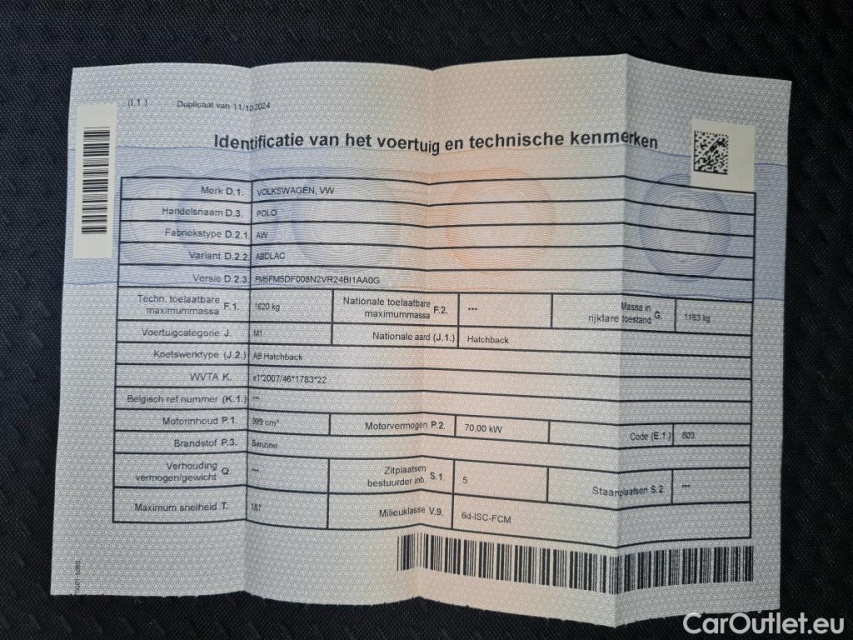 (I.1.) Duplicaat van 11/10/2024
Identificatie van het voertuig en technische kenmerken
Merk D.1. VOLKSWAGEN, VW
Handelsnaam D.3. POLO
Fabriekstype D.2.1. AW
Variant D.2.2. ABDLAC
Versie D.2.3. FM5FM5DF008N2VR24BI1AA0G
Techn. toelaatbare maximummassa F.1. 1620 kg Nationale toelaatbare maximummassa F.2. --- Massa in rijklare toestand G. 1163 kg
Voertuigcategorie J. M1 Nationale aard (J.1.) Hatchback
Koetswerktype (J.2.) AB Hatchback
WVTA K. e1*2007/46*1783*22
Belgisch ref.nummer (K.1.) ---
Motorinhoud P.1. 999 cm³ Motorvermogen P.2. 70,00 kW Code (E.1.) 603
Brandstof P.3. Benzine
Verhouding vermogen/gewicht Q. --- Zitplaatsen bestuurder inb. S.1. 5 Staanplaatsen S.2. ---
Maximum snelheid T. 187 Milieuklasse V.9. 6d-ISC-FCM
CarOutlet.eu